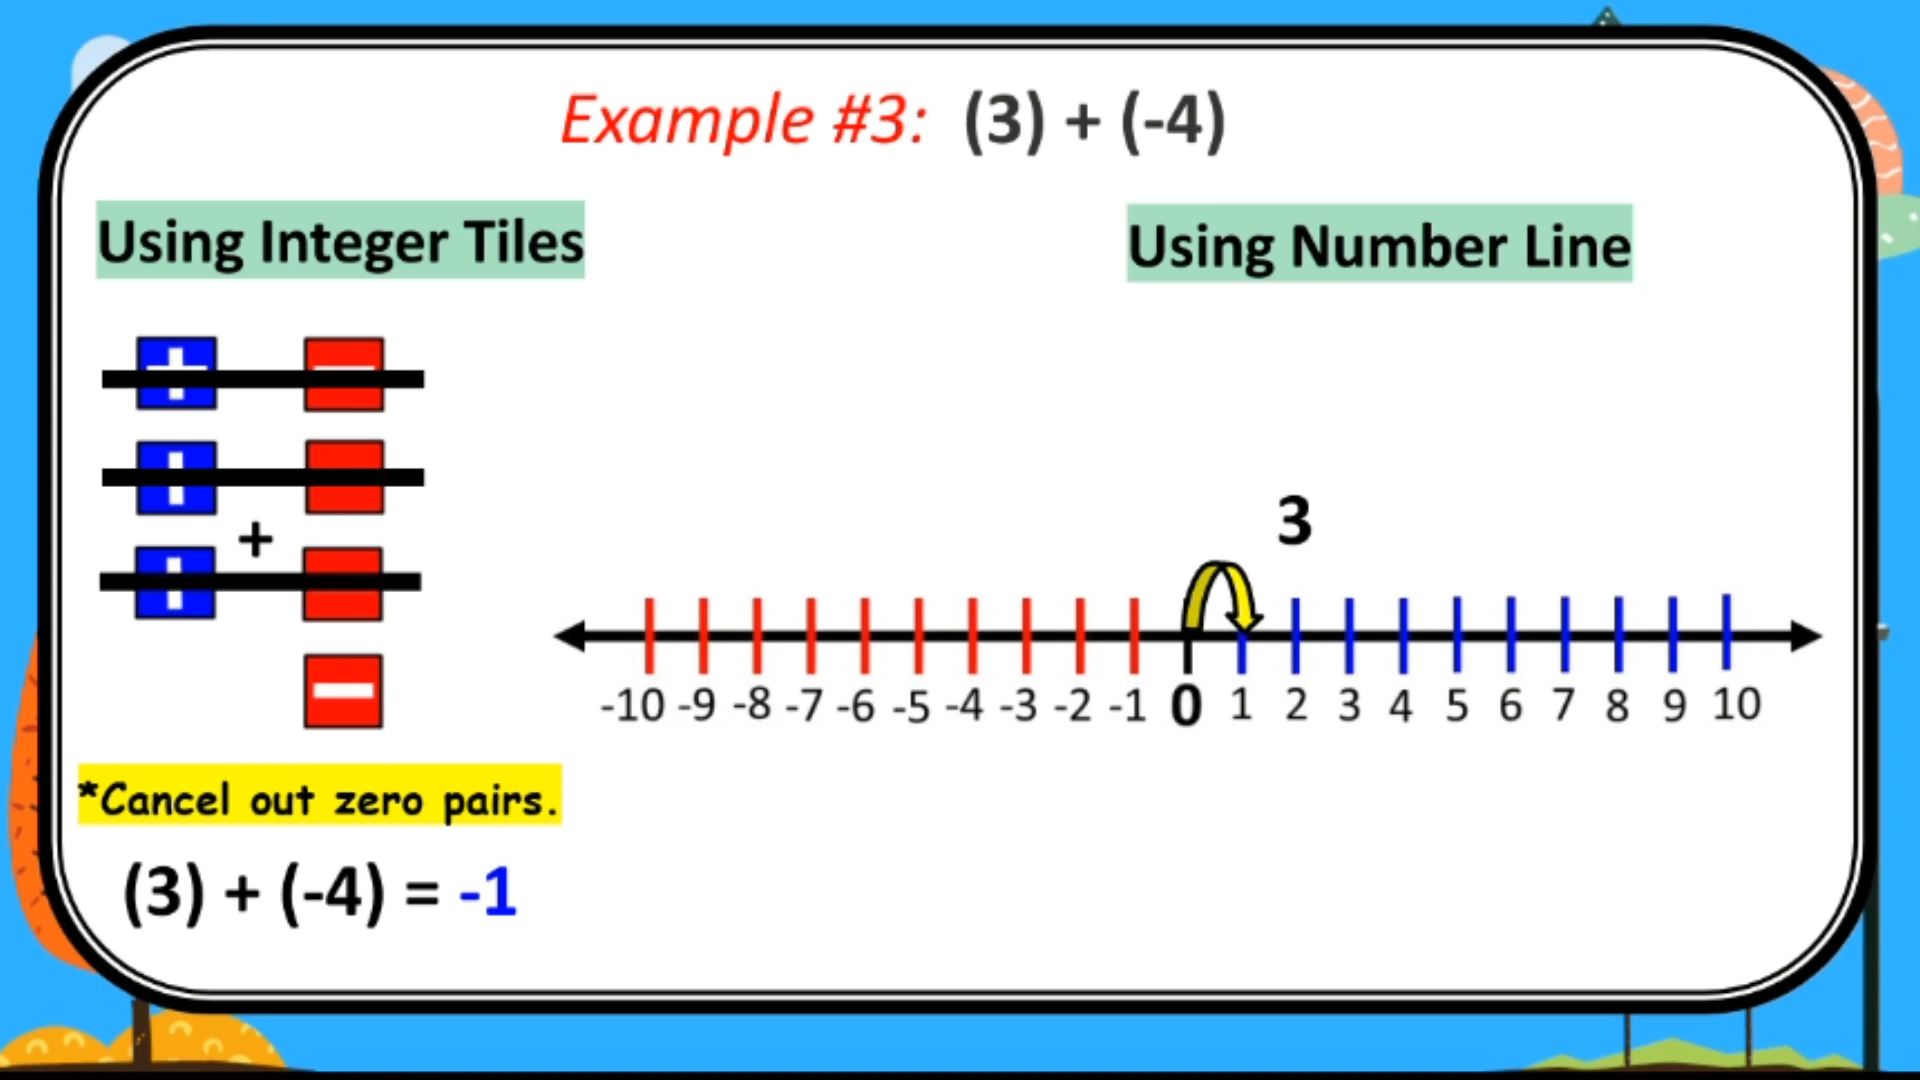 Example #3: (3) + (-4)
Using Integer Tiles
Using Number Line
+
3
-10 -9 -8 -7 -6 -5 -4 -3 -2 -1 0 1 2 3 4 5 6 7 8 9 10
*Cancel out zero pairs.
(3) + (-4) = -1